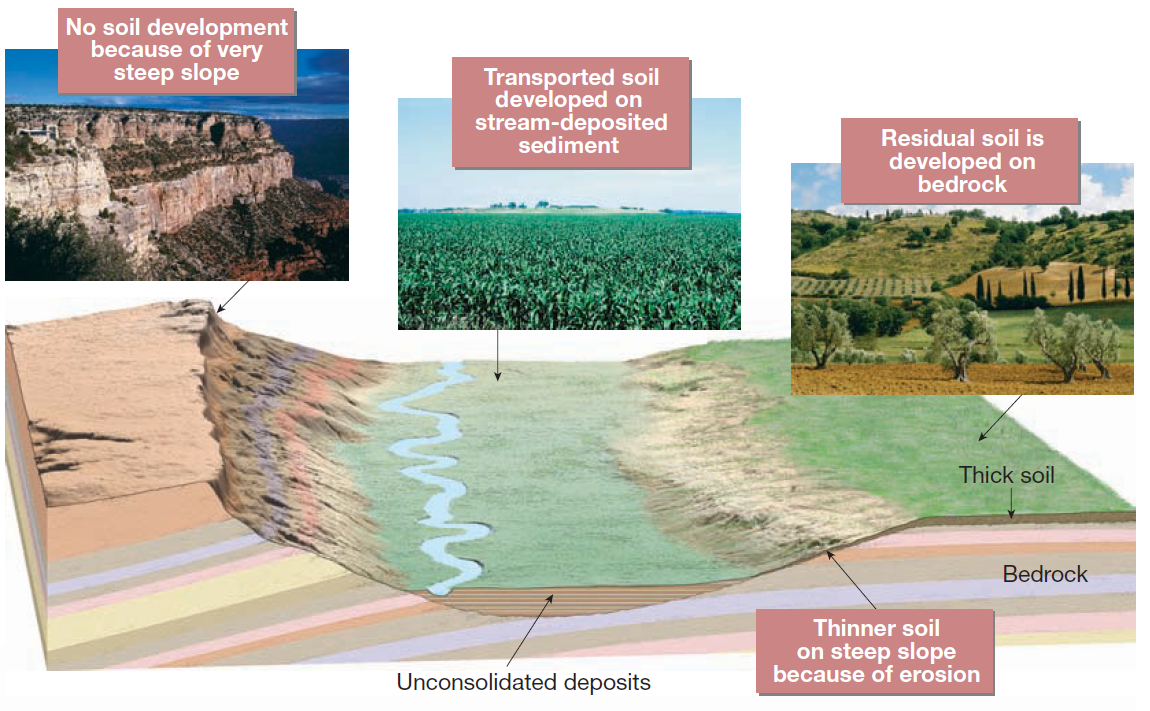 No soil development
because of very
steep slope
Transported soil
developed on
stream-deposited
sediment
Residual soil is
developed on
bedrock
Thick soil
Bedrock
Thinner soil
on steep slope
because of erosion
Unconsolidated deposits